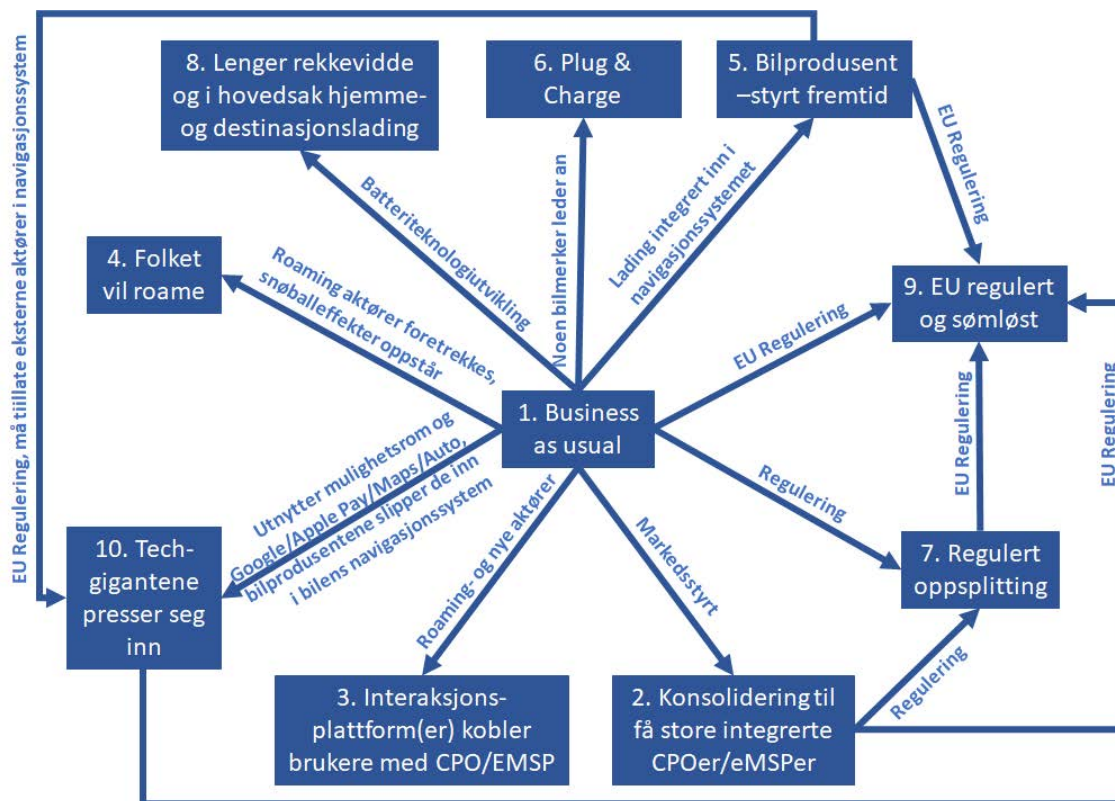 EU Regulering, må tiillate eksterne aktører i navigasjonssystem
8. Lenger rekkevidde
og i hovedsak hjemme-
og destinasjonslading
6. Plug &
Charge
5. Bilprodusent
–styrt fremtid
EU Regulering
Batteriteknologiutvikling
Noen bilmerker leder an
Lading integrert inn i
navigasjonssystemet
4. Folket
vil roame
Roaming aktører foretrekkes,
snøballeffekter oppstår
9. EU regulert
og sømløst
EU Regulering
1. Business
as usual
EU Regulering
EU Regulering
Utnytter mulighetsrom og
Google/Apple Pay/Maps/Auto,
bilprodusentene slipper de inn
i bilens navigasjonssystem
Regulering
10. Tech-
gigantene
presser seg
inn
Roaming- og nye aktører
Markedsstyrt
7. Regulert
oppsplitting
Regulering
3. Interaksjons-
plattform(er) kobler
brukere med CPO/EMSP
2. Konsolidering til
få store integrerte
CPOer/eMSPer